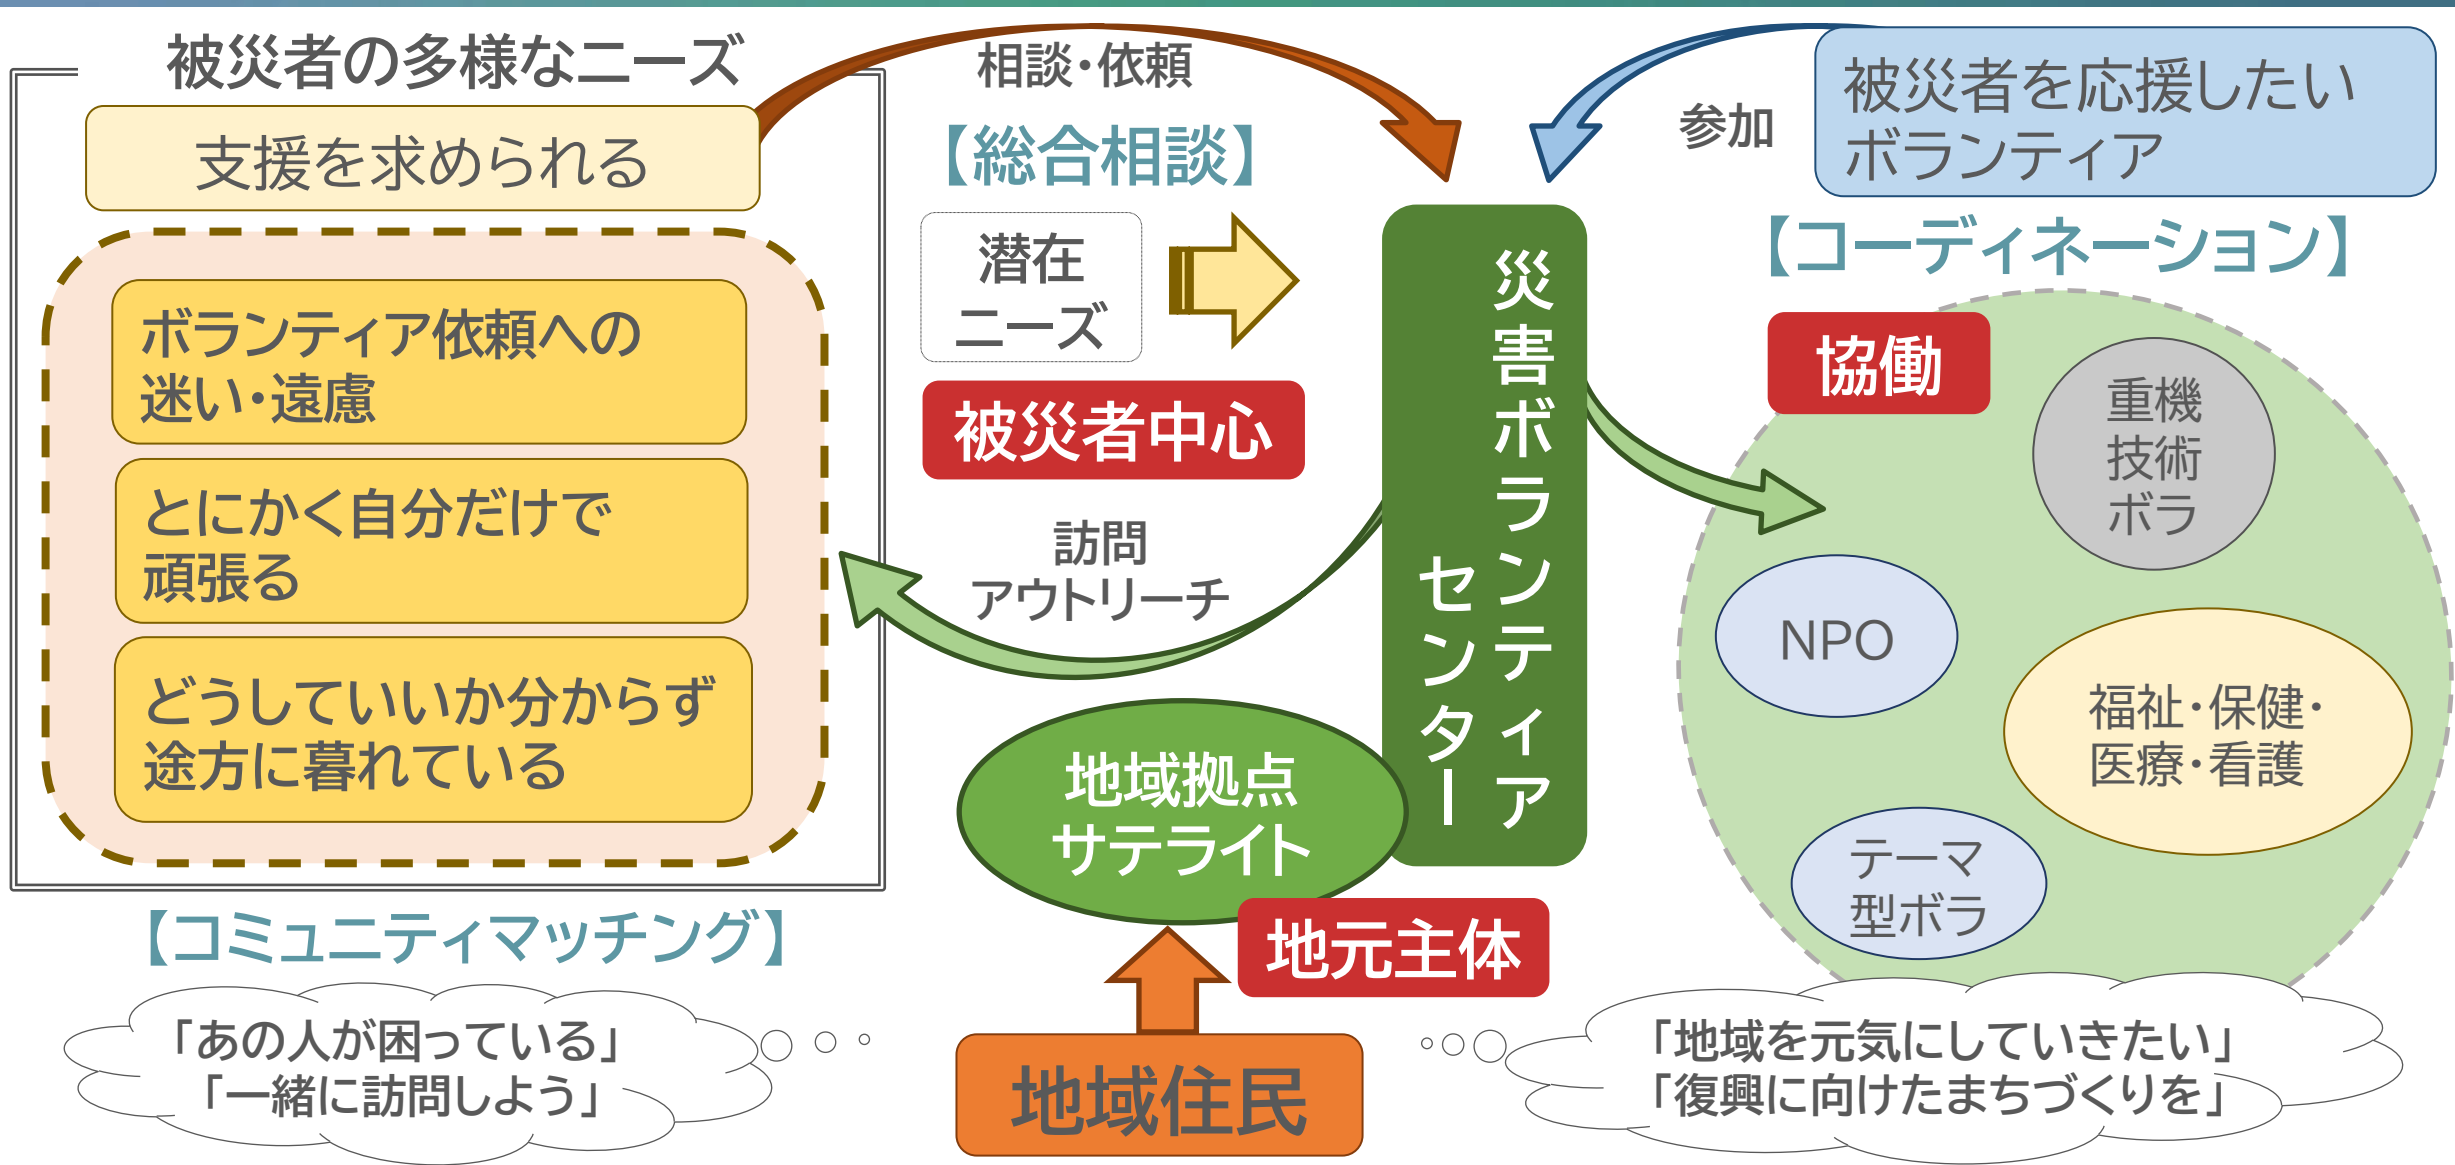 被災者の多様なニーズ
支援を求められる
ボランティア依頼への
迷い・遠慮
とにかく自分だけで
頑張る
どうしていいか分からず
途方に暮れている
【コミュニティマッチング】
「あの人が困っている」
「一緒に訪問しよう」
相談・依頼
【総合相談】
潜在
ニーズ
被災者中心
訪問
アウトリーチ
災害ボランティア
センター
地域拠点
サテライト
地元主体
地域住民
参加
被災者を応援したい
ボランティア
【コーディネーション】
協働
重機
技術
ボラ
NPO
福祉・保健・
医療・看護
テーマ
型ボラ
「地域を元気にしていきたい」
「復興に向けたまちづくりを」